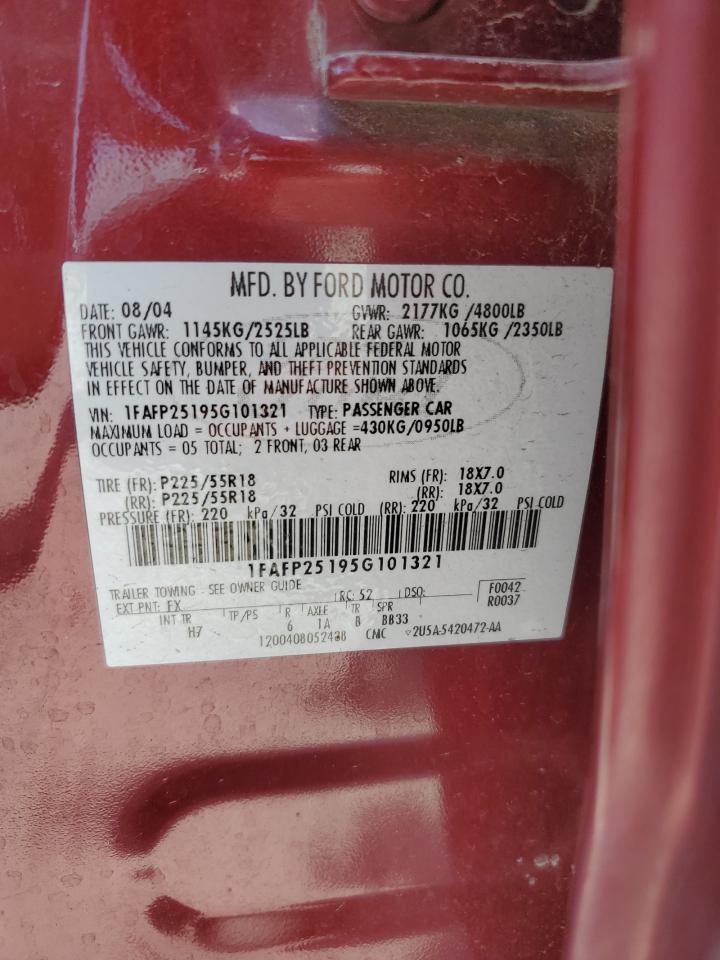 MFD. BY FORD MOTOR CO.
DATE: 08/04 GVWR: 2177KG /4800LB
FRONT GAWR: 1145KG/2525LB REAR GAWR: 1065KG /2350LB
THIS VEHICLE CONFORMS TO ALL APPLICABLE FEDERAL MOTOR
VEHICLE SAFETY, BUMPER, AND THEFT PREVENTION STANDARDS
IN EFFECT ON THE DATE OF MANUFACTURE SHOWN ABOVE.
VIN: 1FAFP25195G101321 TYPE: PASSENGER CAR
MAXIMUM LOAD = OCCUPANTS + LUGGAGE =430KG/0950LB
OCCUPANTS = 05 TOTAL; 2 FRONT, 03 REAR
TIRE (FR): P225/55R18 RIMS (FR): 18X7.0
(RR): P225/55R18 (RR): 18X7.0
PRESSURE (FR): 220 kPa/32 PSI COLD (RR): 220 kPa/32 PSI COLD
1FAFP25195G101321
TRAILER TOWING - SEE OWNER GUIDE
EXT PNT: FX RC: 52 DSO: F0042
R0037
INT TR TP/PS R AXLE TR SPR
H7 6 1A B BB33
1200408052438 CMC ▽2U5A-5420472-AA